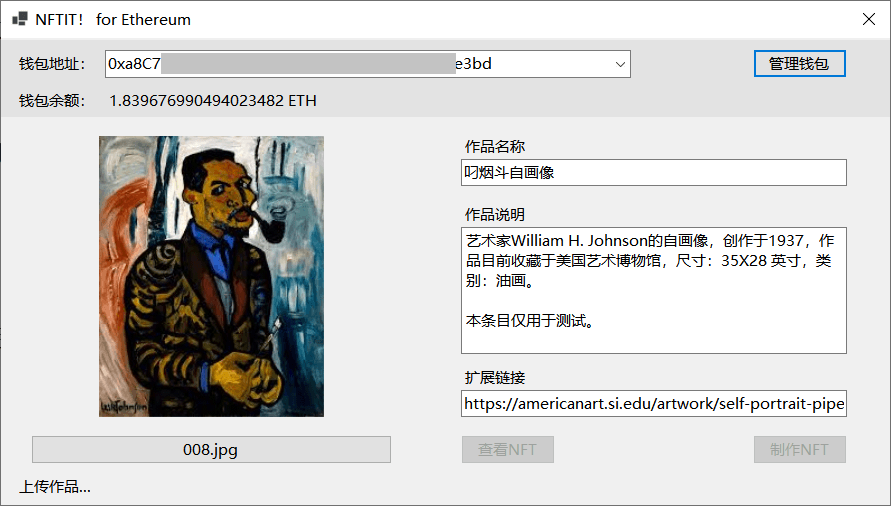 NFTIT! for Ethereum
钱包地址: 0xa8C7 e3bd 管理钱包
钱包余额: 1.839676990494023482 ETH
作品名称
叼烟斗自画像
作品说明
艺术家William H. Johnson的自画像，创作于1937，作
品目前收藏于美国艺术博物馆，尺寸：35X28 英寸，类
别：油画。
本条目仅用于测试。
扩展链接
https://americanart.si.edu/artwork/self-portrait-pipe
008.jpg 查看NFT 制作NFT
上传作品...